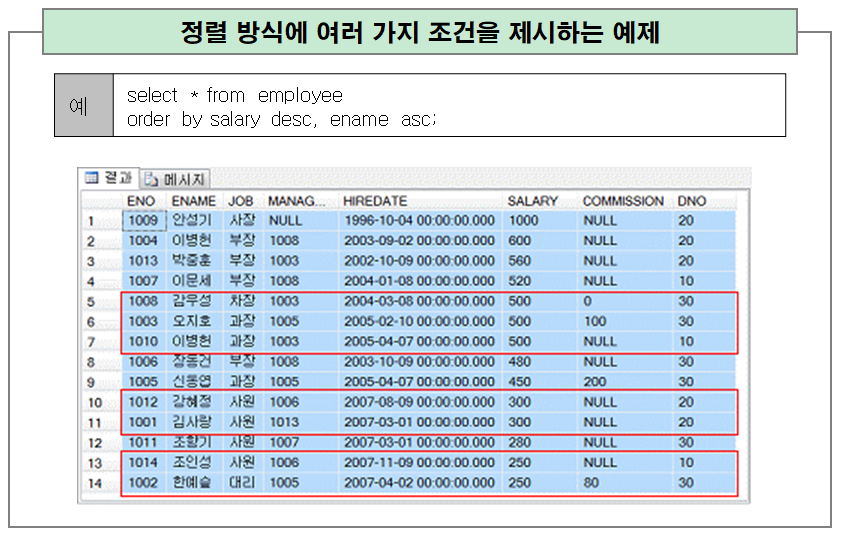 정렬 방식에 여러 가지 조건을 제시하는 예제
예
select * from employee
order by salary desc, ename asc;
결과 메시지
ENO ENAME JOB MANAG... HIREDATE SALARY COMMISSION DNO
1 1009 안성기 사장 NULL 1996-10-04 00:00:00.000 1000 NULL 20
2 1004 이병헌 부장 1008 2003-09-02 00:00:00.000 600 NULL 20
3 1013 박중훈 부장 1003 2002-10-09 00:00:00.000 560 NULL 20
4 1007 이문세 부장 1008 2004-01-08 00:00:00.000 520 NULL 10
5 1008 감우성 차장 1003 2004-03-08 00:00:00.000 500 0 30
6 1003 오지호 과장 1005 2005-02-10 00:00:00.000 500 100 30
7 1010 이병헌 과장 1003 2005-04-07 00:00:00.000 500 NULL 10
8 1006 장동건 부장 1008 2003-10-09 00:00:00.000 480 NULL 30
9 1005 신동엽 과장 1005 2005-04-07 00:00:00.000 450 200 30
10 1012 강혜정 사원 1006 2007-08-09 00:00:00.000 300 NULL 20
11 1001 김사랑 사원 1013 2007-03-01 00:00:00.000 300 NULL 20
12 1011 조향기 사원 1007 2007-03-01 00:00:00.000 280 NULL 30
13 1014 조인성 사원 1006 2007-11-09 00:00:00.000 250 NULL 10
14 1002 한예슬 대리 1005 2007-04-02 00:00:00.000 250 80 30